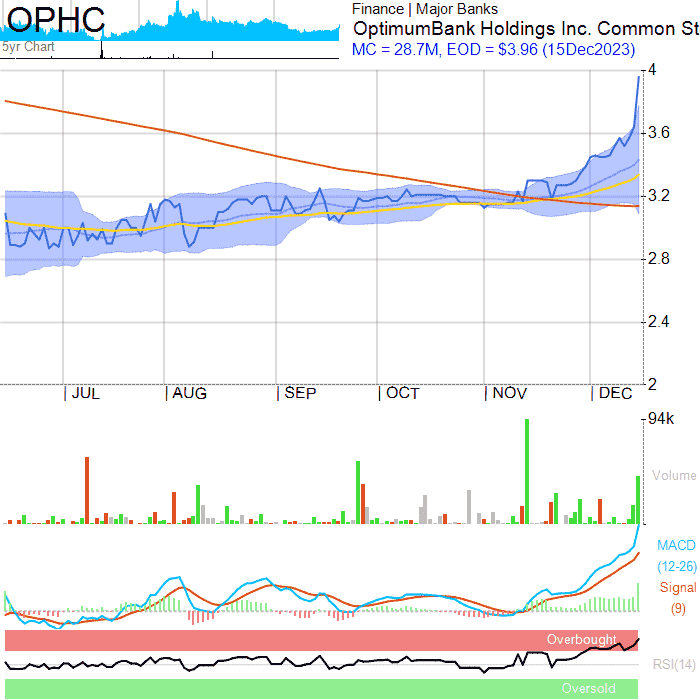 OPHC
5yr Chart
Finance | Major Banks
OptimumBank Holdings Inc. Common St
MC = 28.7M, EOD = $3.96 (15Dec2023)
4
3.6
3.2
2.8
2.4
2
JUL AUG SEP OCT NOV DEC
94k
Volume
MACD
(12-26)
Signal
(9)
Overbought
RSI(14)
Oversold